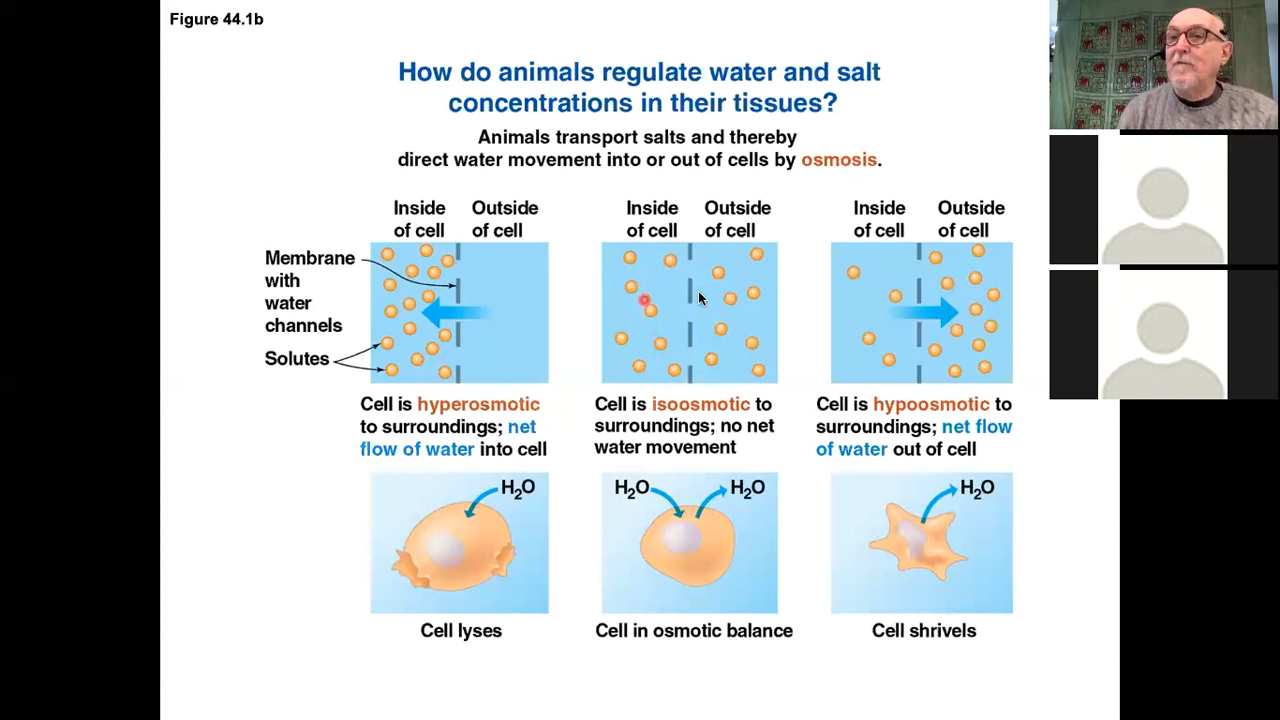 Figure 44.1b
How do animals regulate water and salt
concentrations in their tissues?
Animals transport salts and thereby
direct water movement into or out of cells by osmosis.
Inside
of cell
Outside
of cell
Membrane
with
water
channels
Solutes
Cell is hyperosmotic
to surroundings; net
flow of water into cell
H₂O
Cell lyses
Inside
of cell
Outside
of cell
Cell is isoosmotic to
surroundings; no net
water movement
H₂O
H₂O
Cell in osmotic balance
Inside
of cell
Outside
of cell
Cell is hypoosmotic to
surroundings; net flow
of water out of cell
H₂O
Cell shrivels